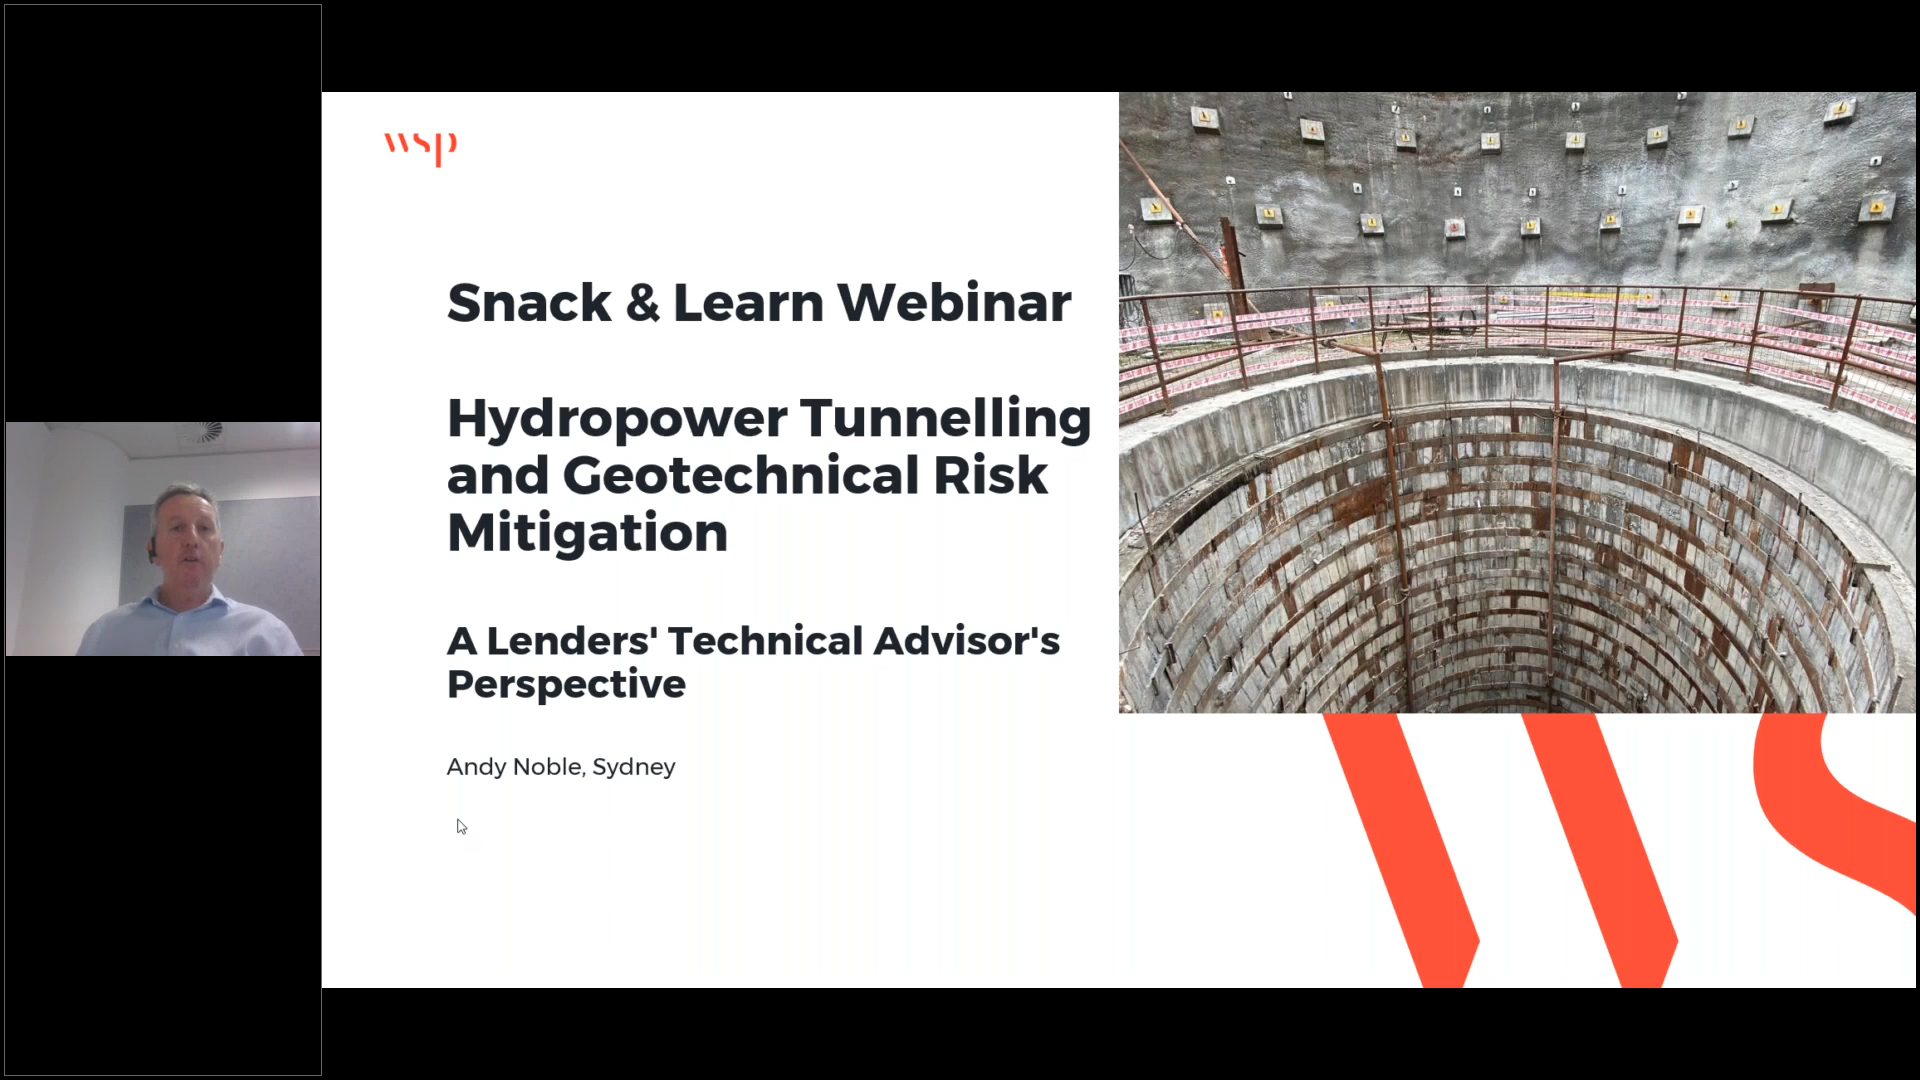 wsp
Snack & Learn Webinar
Hydropower Tunnelling
and Geotechnical Risk
Mitigation
A Lenders' Technical Advisor's
Perspective
Andy Noble, Sydney